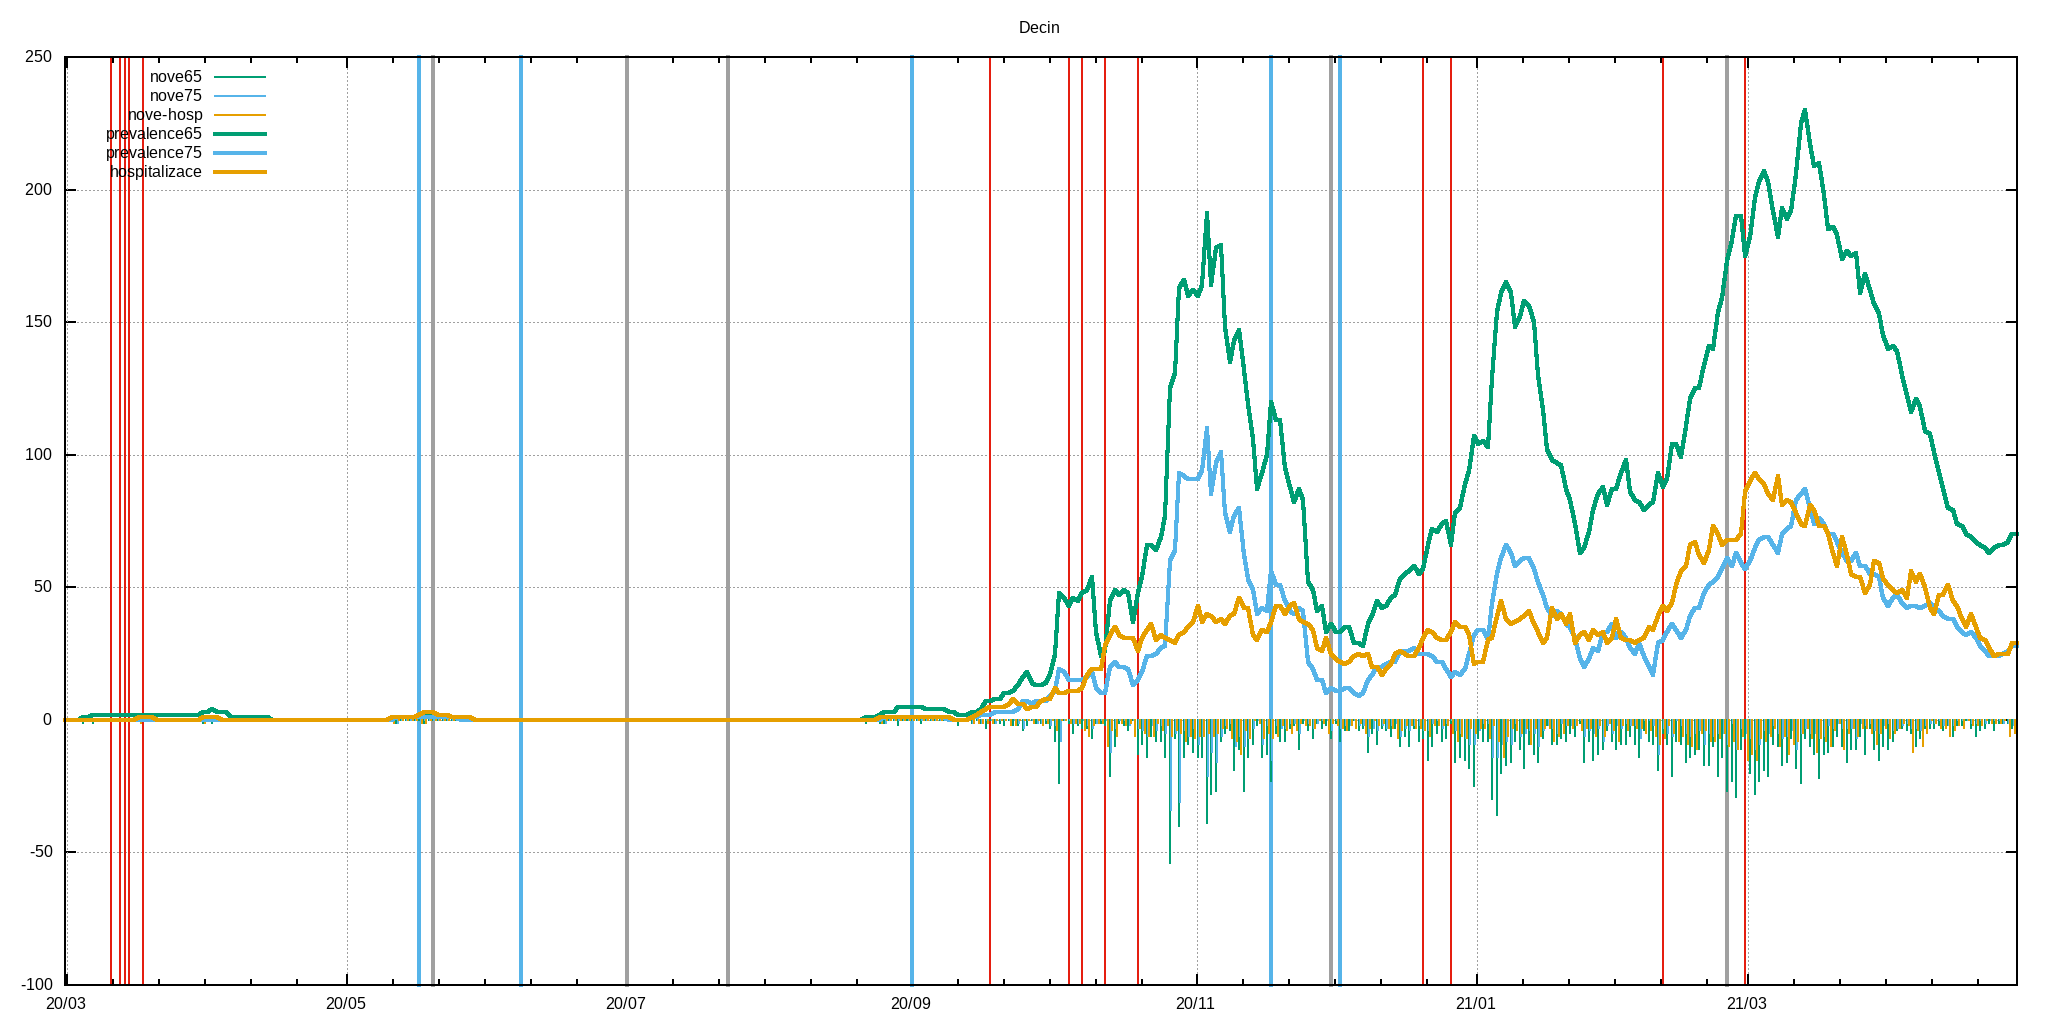 Decin
250
nove65
nove75
nove-hosp
prevalence65
prevalence75
hospitalizace
200
150
100
50
0
-50
-100
20/03 20/05 20/07 20/09 20/11 21/01 21/03